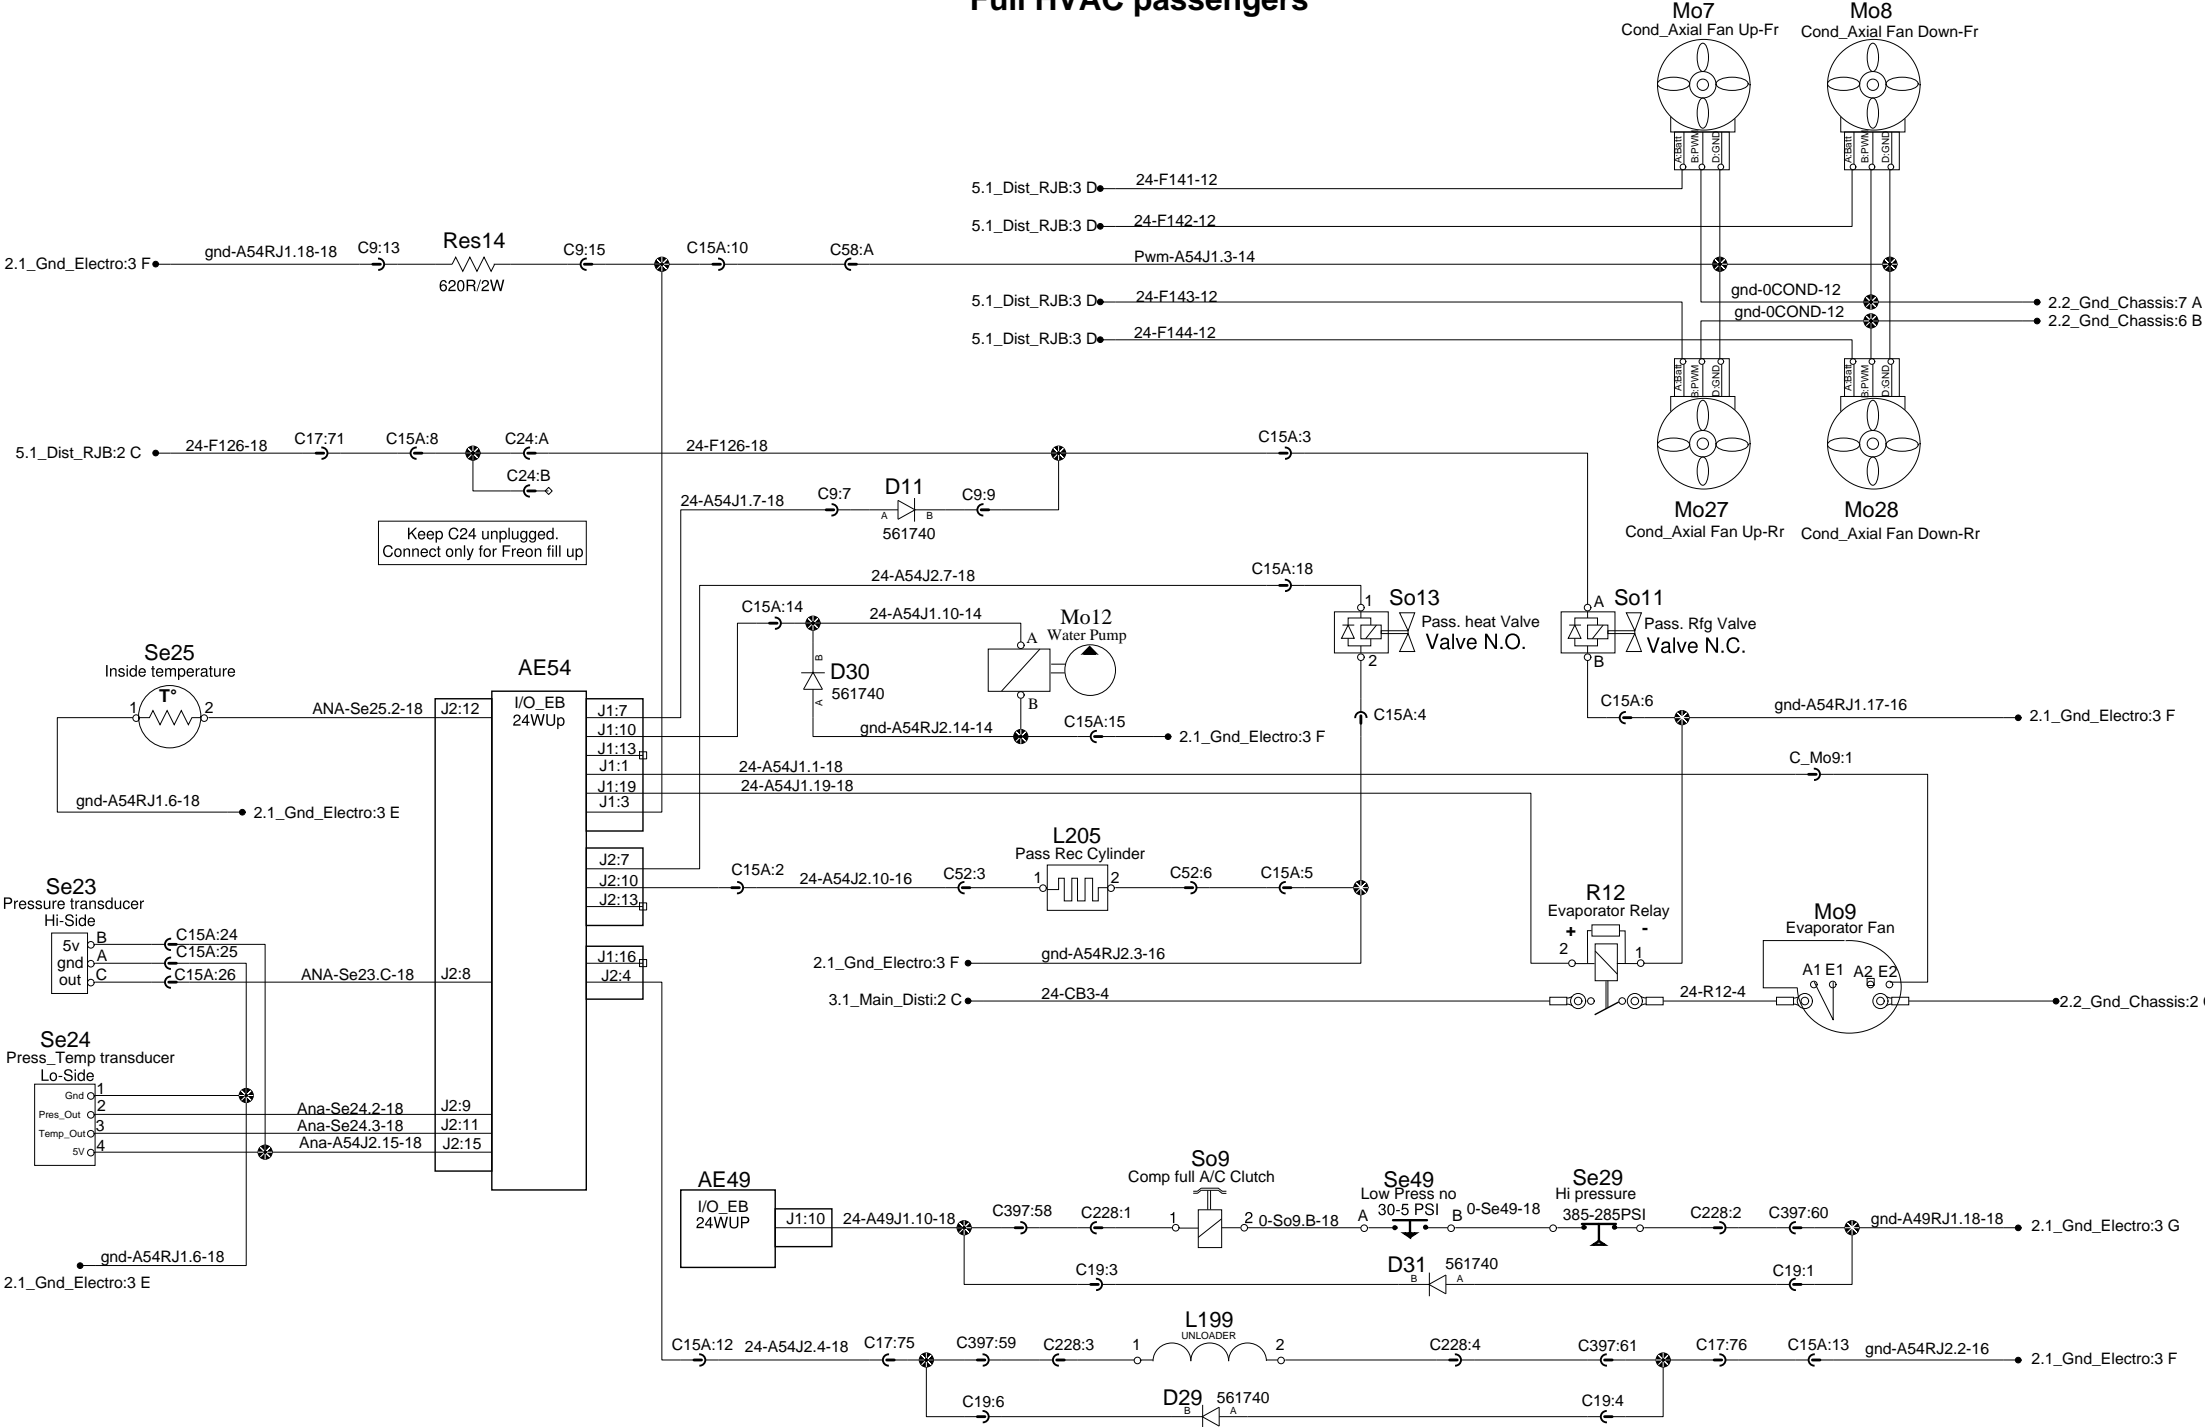 Full HVAC passengers
Mo7
Cond_Axial Fan Up-Fr
Mo8
Cond_Axial Fan Down-Fr
A:Batt
B:PWM
D:GND
A:Batt
B:PWM
D:GND
5.1_Dist_RJB:3 D
24-F141-12
5.1_Dist_RJB:3 D
24-F142-12
2.1_Gnd_Electro:3 F
gnd-A54RJ1.18-18
C9:13
Res14
620R/2W
C9:15
C15A:10
C58:A
Pwm-A54J1.3-14
5.1_Dist_RJB:3 D
24-F143-12
gnd-0COND-12
2.2_Gnd_Chassis:7 A
gnd-0COND-12
2.2_Gnd_Chassis:6 B
5.1_Dist_RJB:3 D
24-F144-12
A:Batt
B:PWM
D:GND
A:Batt
B:PWM
D:GND
Mo27
Cond_Axial Fan Up-Rr
Mo28
Cond_Axial Fan Down-Rr
5.1_Dist_RJB:2 C
24-F126-18
C17:71
C15A:8
C24:A
24-F126-18
C15A:3
C24:B
Keep C24 unplugged.
Connect only for Freon fill up
24-A54J1.7-18
C9:7
D11
A
B
561740
C9:9
24-A54J2.7-18
C15A:18
C15A:14
24-A54J1.10-14
Mo12
Water Pump
A
B
B
D30
561740
A
gnd-A54RJ2.14-14
C15A:15
2.1_Gnd_Electro:3 F
1
So13
Pass. heat Valve
Valve N.O.
2
C15A:4
A
So11
Pass. Rfg Valve
Valve N.C.
B
C15A:6
gnd-A54RJ1.17-16
2.1_Gnd_Electro:3 F
Se25
Inside temperature
T°
1
2
ANA-Se25.2-18
gnd-A54RJ1.6-18
2.1_Gnd_Electro:3 E
AE54
I/O_EB
24WUp
J2:12
J1:7
J1:10
J1:13
J1:1
J1:19
J1:3
24-A54J1.1-18
24-A54J1.19-18
C_Mo9:1
J2:7
J2:10
J2:13
C15A:2
24-A54J2.10-16
C52:3
L205
Pass Rec Cylinder
1
2
C52:6
C15A:5
2.1_Gnd_Electro:3 F
gnd-A54RJ2.3-16
3.1_Main_Disti:2 C
24-CB3-4
R12
Evaporator Relay
+
-
2
1
24-R12-4
Mo9
Evaporator Fan
A1 E1
A2 E2
2.2_Gnd_Chassis:2
Se23
Pressure transducer
Hi-Side
5v
gnd
out
B
A
C
C15A:24
C15A:25
C15A:26
ANA-Se23.C-18
J2:8
J1:16
J2:4
Se24
Press_Temp transducer
Lo-Side
Gnd
Pres_Out
Temp_Out
5V
1
2
3
4
Ana-Se24.2-18
Ana-Se24.3-18
Ana-A54J2.15-18
J2:9
J2:11
J2:15
gnd-A54RJ1.6-18
2.1_Gnd_Electro:3 E
AE49
I/O_EB
24WUP
J1:10
24-A49J1.10-18
C397:58
C228:1
So9
Comp full A/C Clutch
1
2
0-So9.B-18
Se49
Low Press no
30-5 PSI
A
B
0-Se49-18
Se29
Hi pressure
385-285PSI
C228:2
C397:60
gnd-A49RJ1.18-18
2.1_Gnd_Electro:3 G
C19:3
D31
561740
B
A
C19:1
C15A:12
24-A54J2.4-18
C17:75
C397:59
C228:3
L199
UNLOADER
1
2
C228:4
C397:61
C17:76
C15A:13
gnd-A54RJ2.2-16
2.1_Gnd_Electro:3 F
C19:6
D29
561740
B
A
C19:4